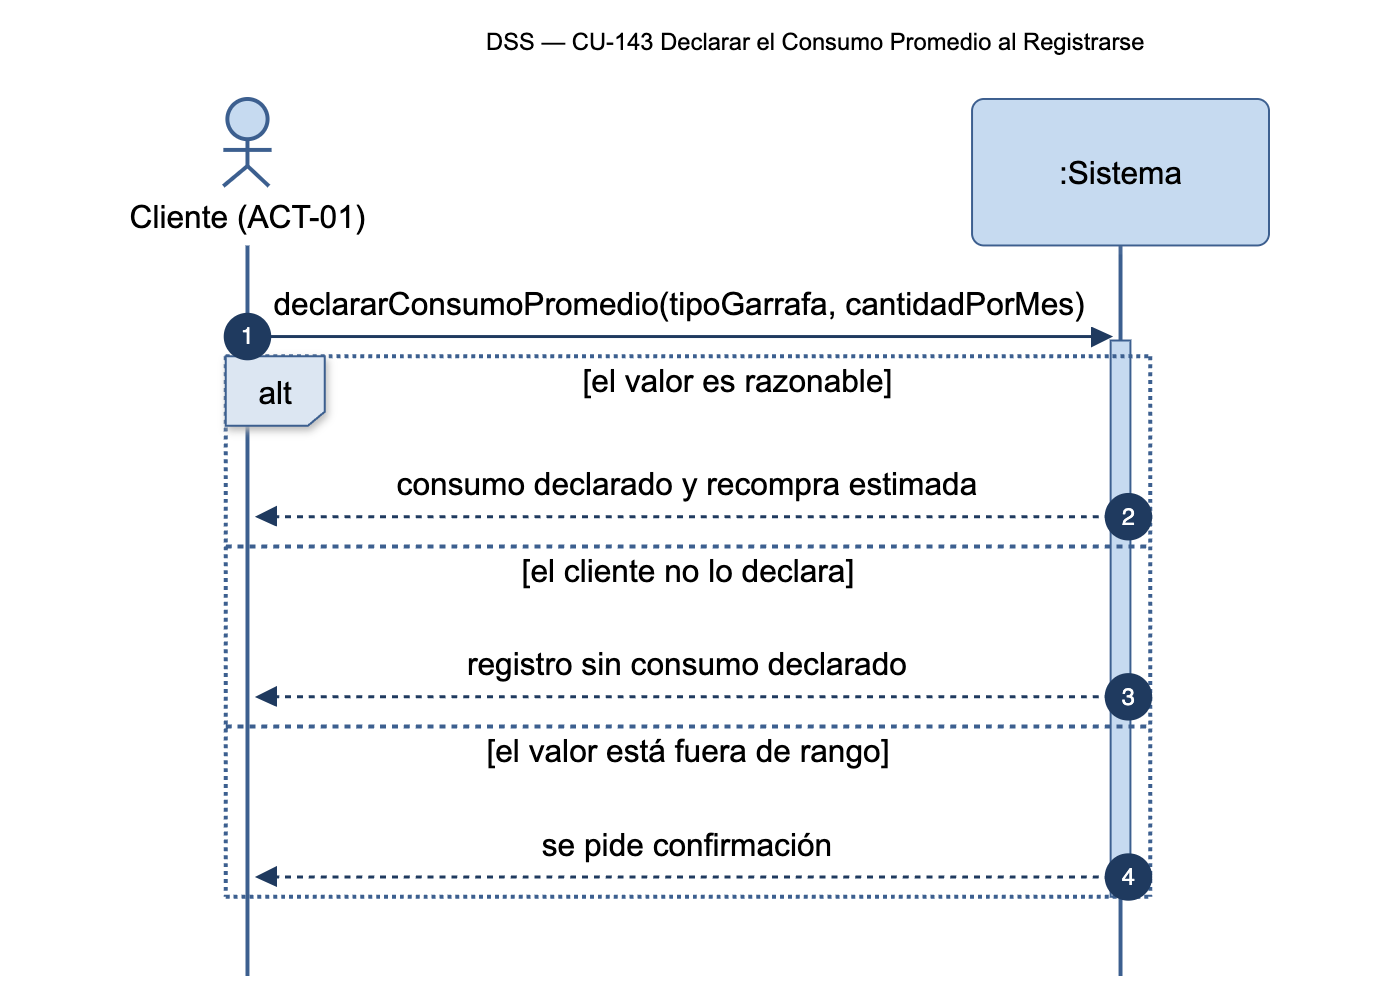 DSS — CU-143 Declarar el Consumo Promedio al Registrarse
:Sistema
Cliente (ACT-01)
declararConsumoPromedio(tipoGarrafa, cantidadPorMes)
1
alt
[el valor es razonable]
consumo declarado y recompra estimada
2
[el cliente no lo declara]
registro sin consumo declarado
3
[el valor está fuera de rango]
se pide confirmación
4